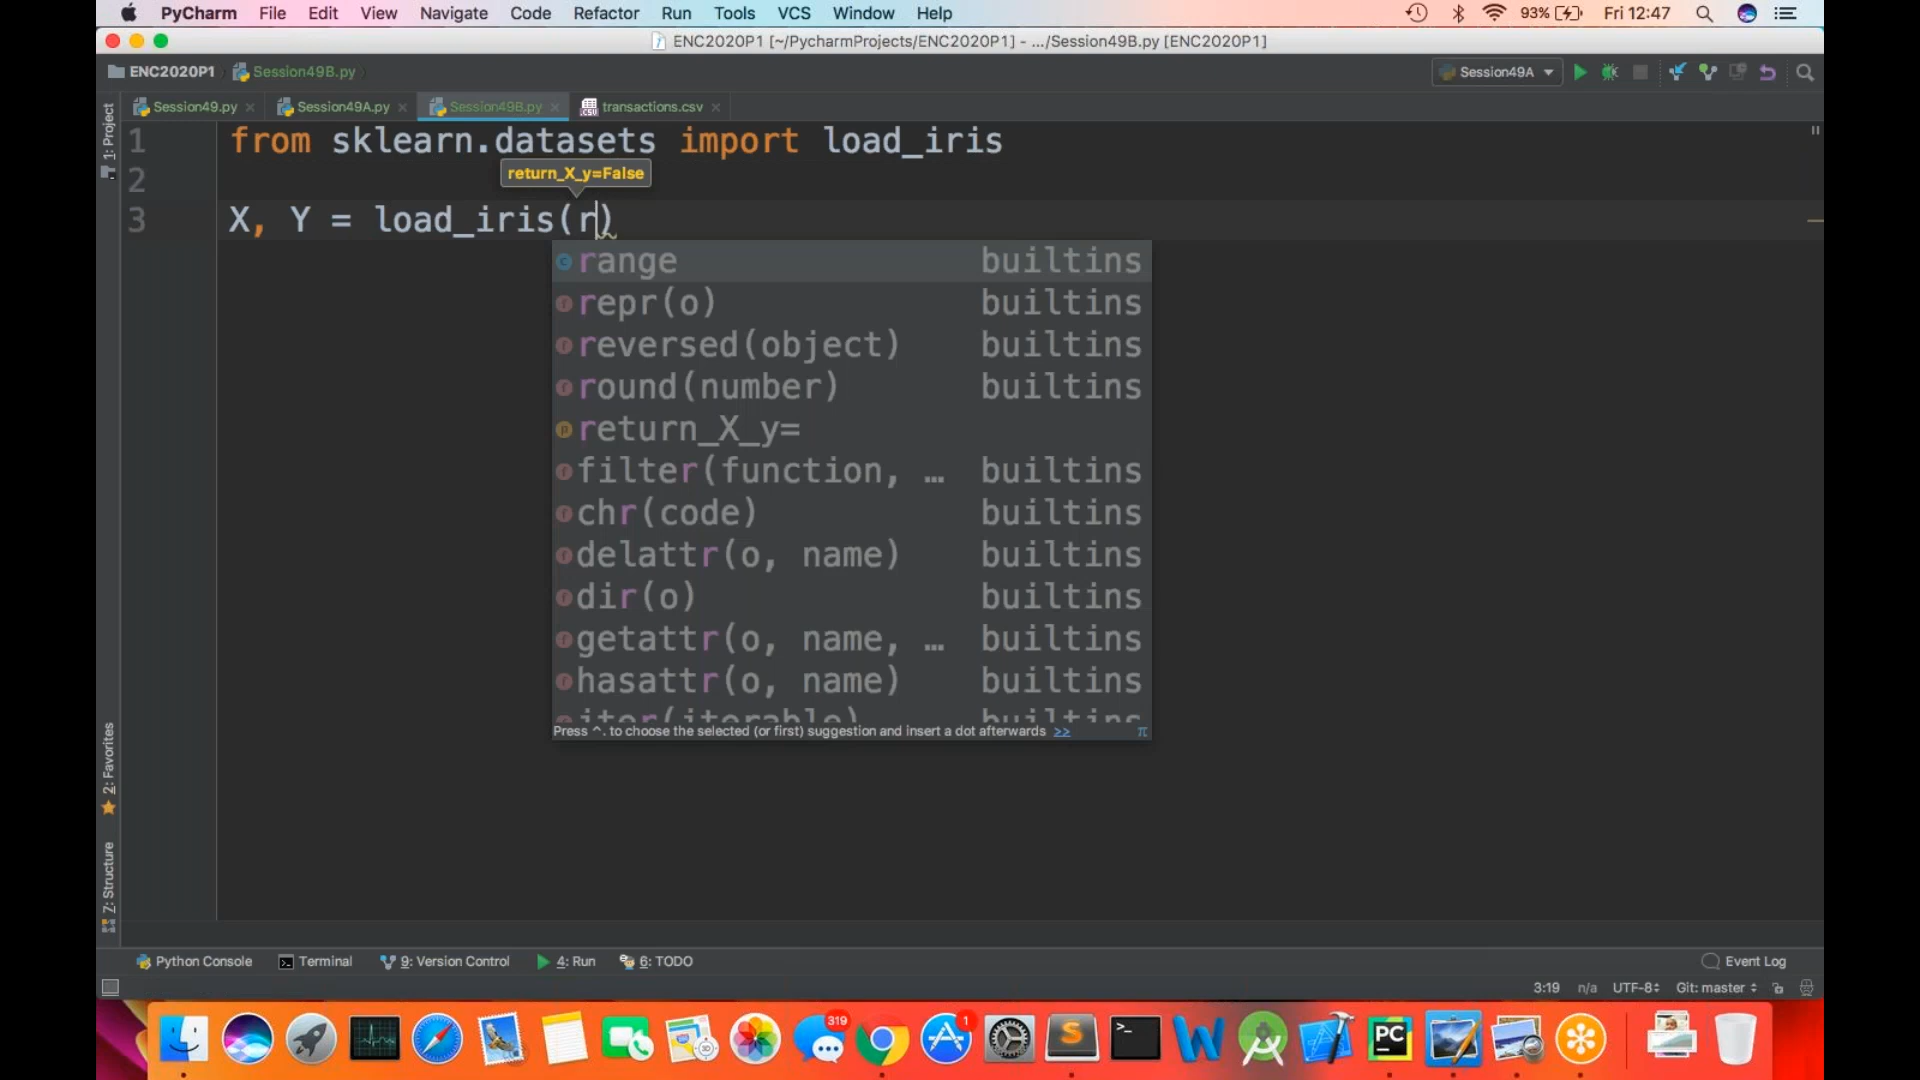 PyCharm File Edit View Navigate Code Refactor Run Tools VCS Window Help 93% Fri 12:47
ENC2020P1 [~/PycharmProjects/ENC2020P1] - .../Session49B.py [ENC2020P1]
ENC2020P1 Session49B.py Session49A
Session49.py Session49A.py Session49B.py transactions.csv
1: Project
1 from sklearn.datasets import load_iris
return_X_y=False
2
3 X, Y = load_iris(r)
range builtins
repr(o) builtins
reversed(object) builtins
round(number) builtins
return_X_y=
filter(function, … builtins
chr(code) builtins
delattr(o, name) builtins
dir(o) builtins
getattr(o, name, … builtins
hasattr(o, name) builtins
iter(iterable) builtins
Press ^. to choose the selected (or first) suggestion and insert a dot afterwards >> π
2: Favorites
Z: Structure
Python Console Terminal 9: Version Control 4: Run 6: TODO Event Log
3:19 n/a UTF-8 Git: master
319 1 S >_ W PC